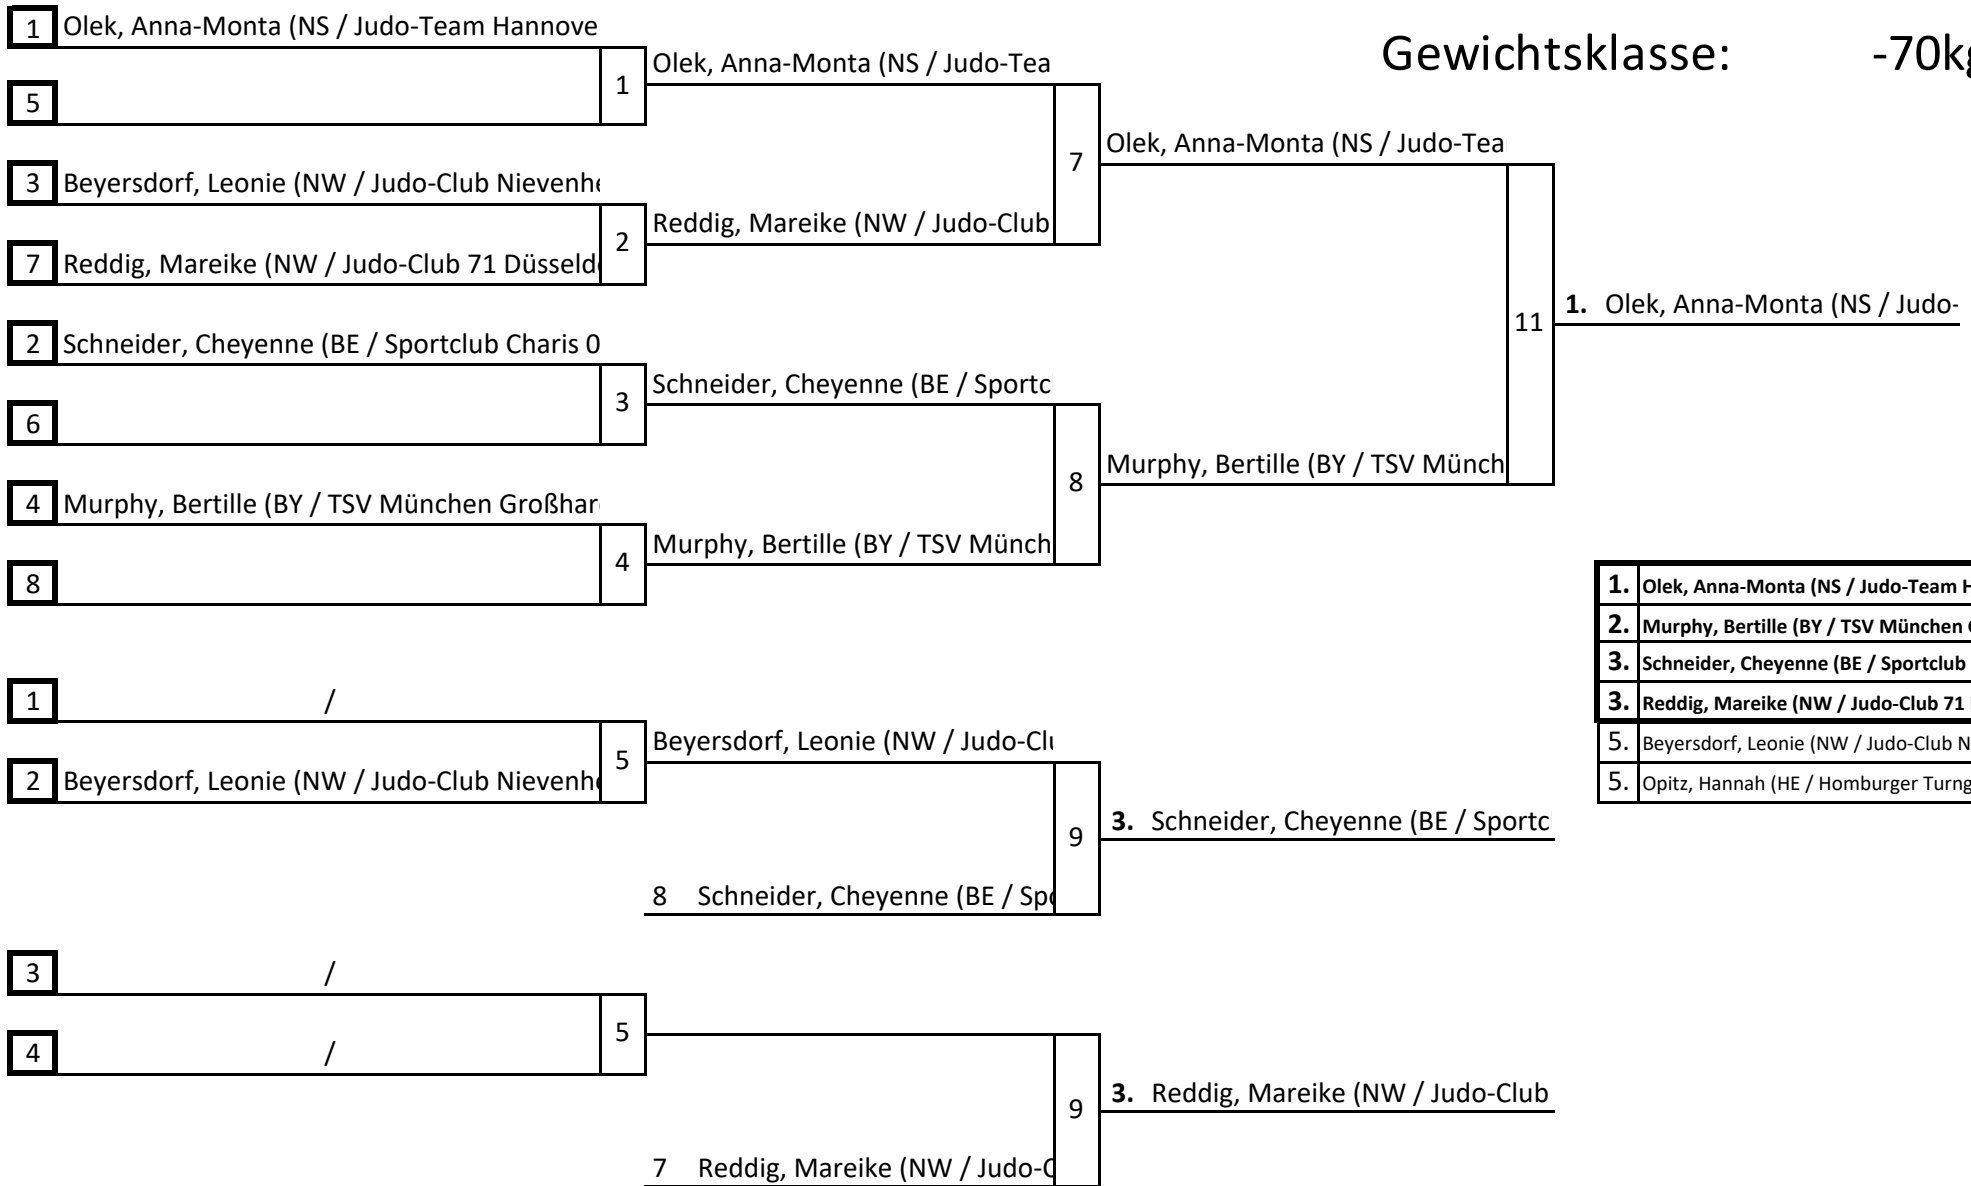 1 Olek, Anna-Monta (NS / Judo-Team Hannove
Gewichtsklasse: -70kg
Olek, Anna-Monta (NS / Judo-Tea
1
5
Olek, Anna-Monta (NS / Judo-Tea
7
3 Beyersdorf, Leonie (NW / Judo-Club Nievenhe
Reddig, Mareike (NW / Judo-Club
2
7 Reddig, Mareike (NW / Judo-Club 71 Düsseld
1. Olek, Anna-Monta (NS / Judo-
11
2 Schneider, Cheyenne (BE / Sportclub Charis 0
Schneider, Cheyenne (BE / Sportc
3
6
Murphy, Bertille (BY / TSV Münch
8
4 Murphy, Bertille (BY / TSV München Großhar
Murphy, Bertille (BY / TSV Münch
4
8
1. Olek, Anna-Monta (NS / Judo-Team H
2. Murphy, Bertille (BY / TSV München G
3. Schneider, Cheyenne (BE / Sportclub
3. Reddig, Mareike (NW / Judo-Club 71
5. Beyersdorf, Leonie (NW / Judo-Club N
5. Opitz, Hannah (HE / Homburger Turng
1 /
Beyersdorf, Leonie (NW / Judo-Clu
5
2 Beyersdorf, Leonie (NW / Judo-Club Nievenhe
3. Schneider, Cheyenne (BE / Sportc
9
8 Schneider, Cheyenne (BE / Spo
3 /
5
4 /
3. Reddig, Mareike (NW / Judo-Club
9
7 Reddig, Mareike (NW / Judo-C